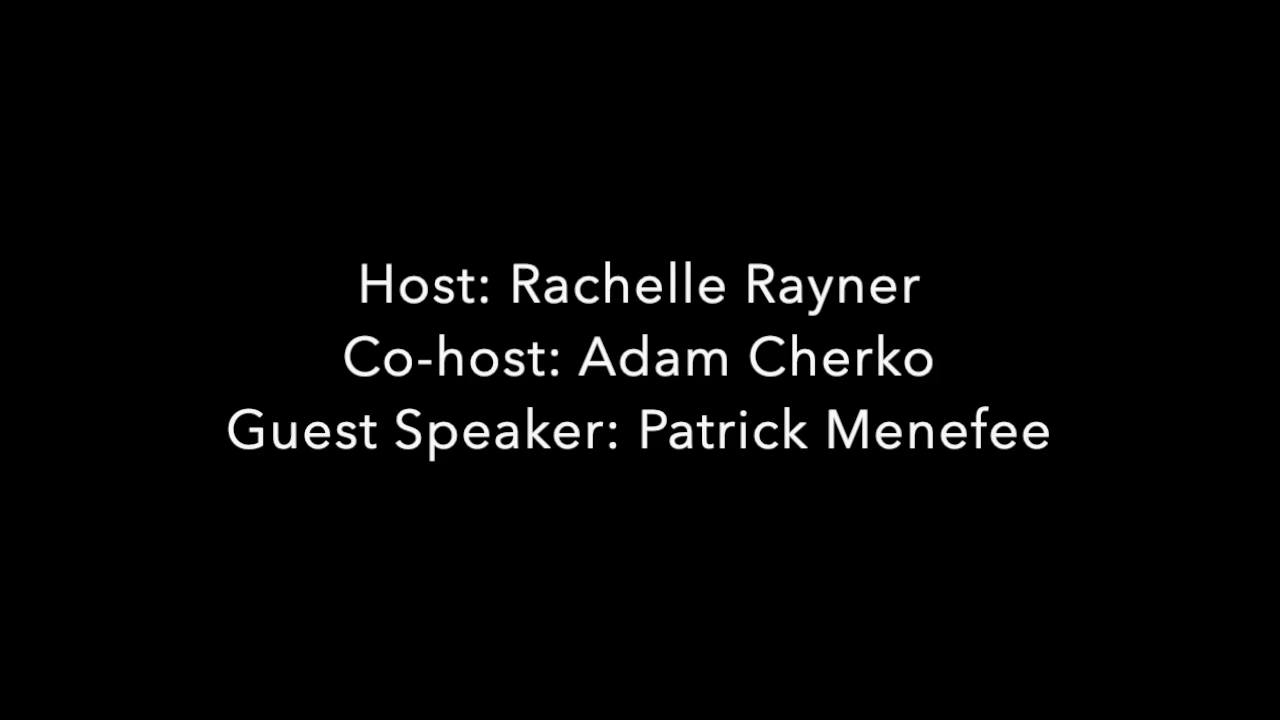 Host: Rachelle Rayner
Co-host: Adam Cherko
Guest Speaker: Patrick Menefee